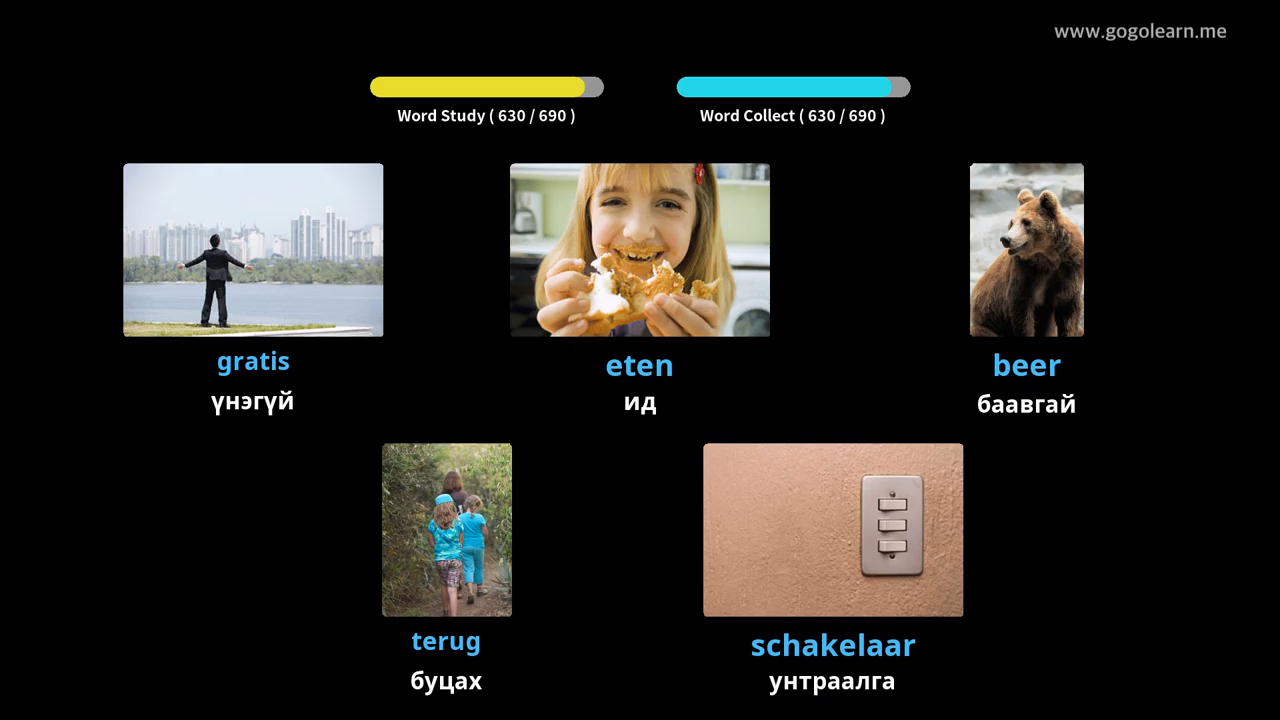 www.gogolearn.me
Word Study ( 630 / 690 )
Word Collect ( 630 / 690 )
gratis
үнэгүй
eten
ид
beer
баавгай
terug
буцах
schakelaar
унтраалга